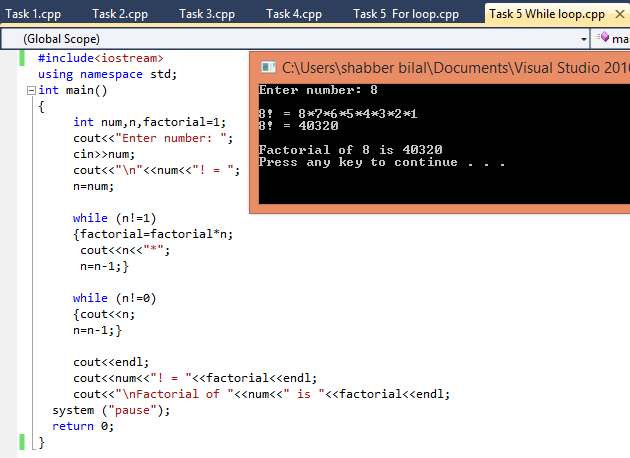 Task 1.cpp Task 2.cpp Task 3.cpp Task 4.cpp Task 5 For loop.cpp Task 5 While loop.cpp ×
(Global Scope)
#include<iostream>
using namespace std;
int main()
{
int num,n,factorial=1;
cout<<"Enter number: ";
cin>>num;
cout<<"\n"<<num<<"! = ";
n=num;
while (n!=1)
{factorial=factorial*n;
cout<<n<<"*";
n=n-1;}
while (n!=0)
{cout<<n;
n=n-1;}
cout<<endl;
cout<<num<<"! = "<<factorial<<endl;
cout<<"\nFactorial of "<<num<<" is "<<factorial<<endl;
system ("pause");
return 0;
}
C:\Users\shabber bilal\Documents\Visual Studio 201
Enter number: 8
8! = 8*7*6*5*4*3*2*1
8! = 40320
Factorial of 8 is 40320
Press any key to continue . . .